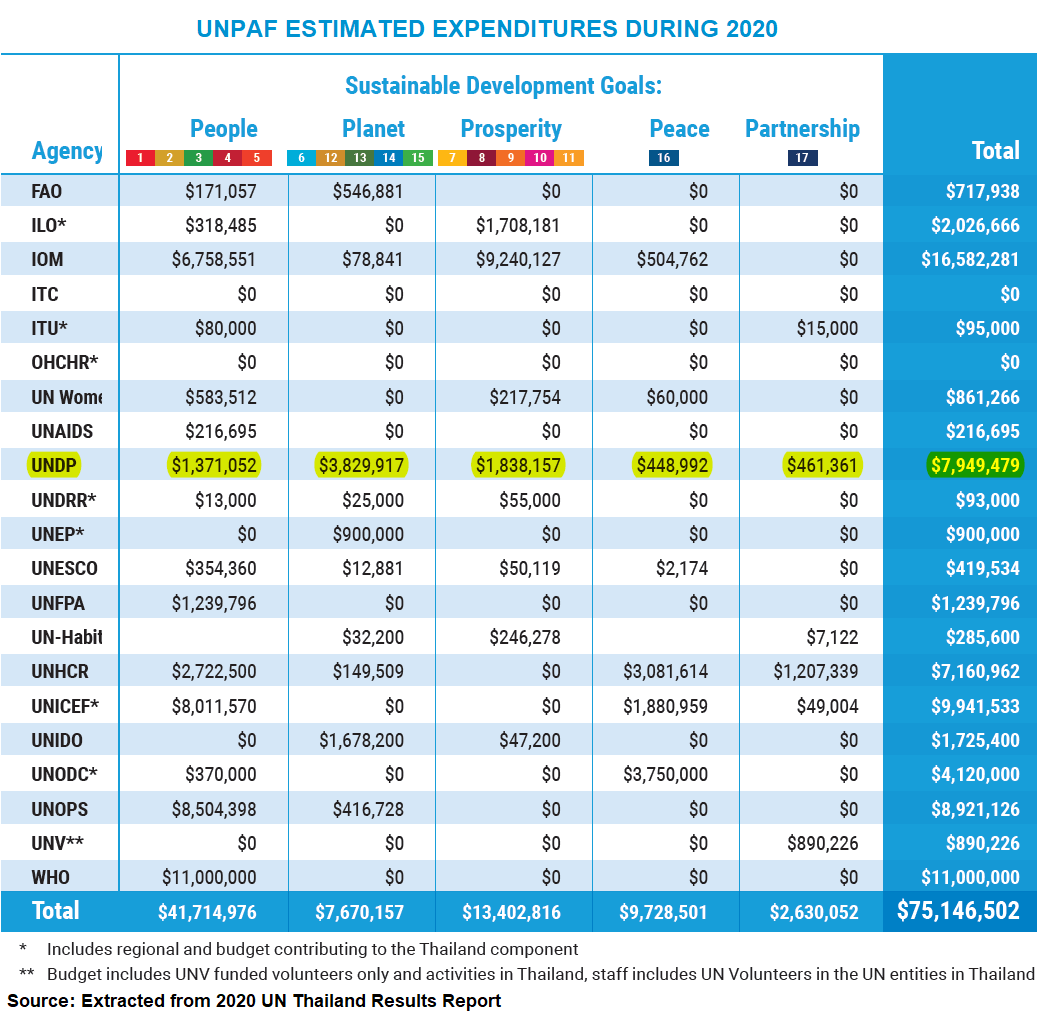 UNPAF ESTIMATED EXPENDITURES DURING 2020
Sustainable Development Goals:
Agency People Planet Prosperity Peace Partnership Total
1 2 3 4 5 6 12 13 14 15 7 8 9 10 11 16 17
FAO $171,057 $546,881 $0 $0 $0 $717,938
ILO* $318,485 $0 $1,708,181 $0 $0 $2,026,666
IOM $6,758,551 $78,841 $9,240,127 $504,762 $0 $16,582,281
ITC $0 $0 $0 $0 $0 $0
ITU* $80,000 $0 $0 $0 $15,000 $95,000
OHCHR* $0 $0 $0 $0 $0 $0
UN Wome $583,512 $0 $217,754 $60,000 $0 $861,266
UNAIDS $216,695 $0 $0 $0 $0 $216,695
UNDP $1,371,052 $3,829,917 $1,838,157 $448,992 $461,361 $7,949,479
UNDRR* $13,000 $25,000 $55,000 $0 $0 $93,000
UNEP* $0 $900,000 $0 $0 $0 $900,000
UNESCO $354,360 $12,881 $50,119 $2,174 $0 $419,534
UNFPA $1,239,796 $0 $0 $0 $0 $1,239,796
UN-Habit $32,200 $246,278 $7,122 $285,600
UNHCR $2,722,500 $149,509 $0 $3,081,614 $1,207,339 $7,160,962
UNICEF* $8,011,570 $0 $0 $1,880,959 $49,004 $9,941,533
UNIDO $0 $1,678,200 $47,200 $0 $0 $1,725,400
UNODC* $370,000 $0 $0 $3,750,000 $0 $4,120,000
UNOPS $8,504,398 $416,728 $0 $0 $0 $8,921,126
UNV** $0 $0 $0 $0 $890,226 $890,226
WHO $11,000,000 $0 $0 $0 $0 $11,000,000
Total $41,714,976 $7,670,157 $13,402,816 $9,728,501 $2,630,052 $75,146,502
* Includes regional and budget contributing to the Thailand component
** Budget includes UNV funded volunteers only and activities in Thailand, staff includes UN Volunteers in the UN entities in Thailand
Source: Extracted from 2020 UN Thailand Results Report